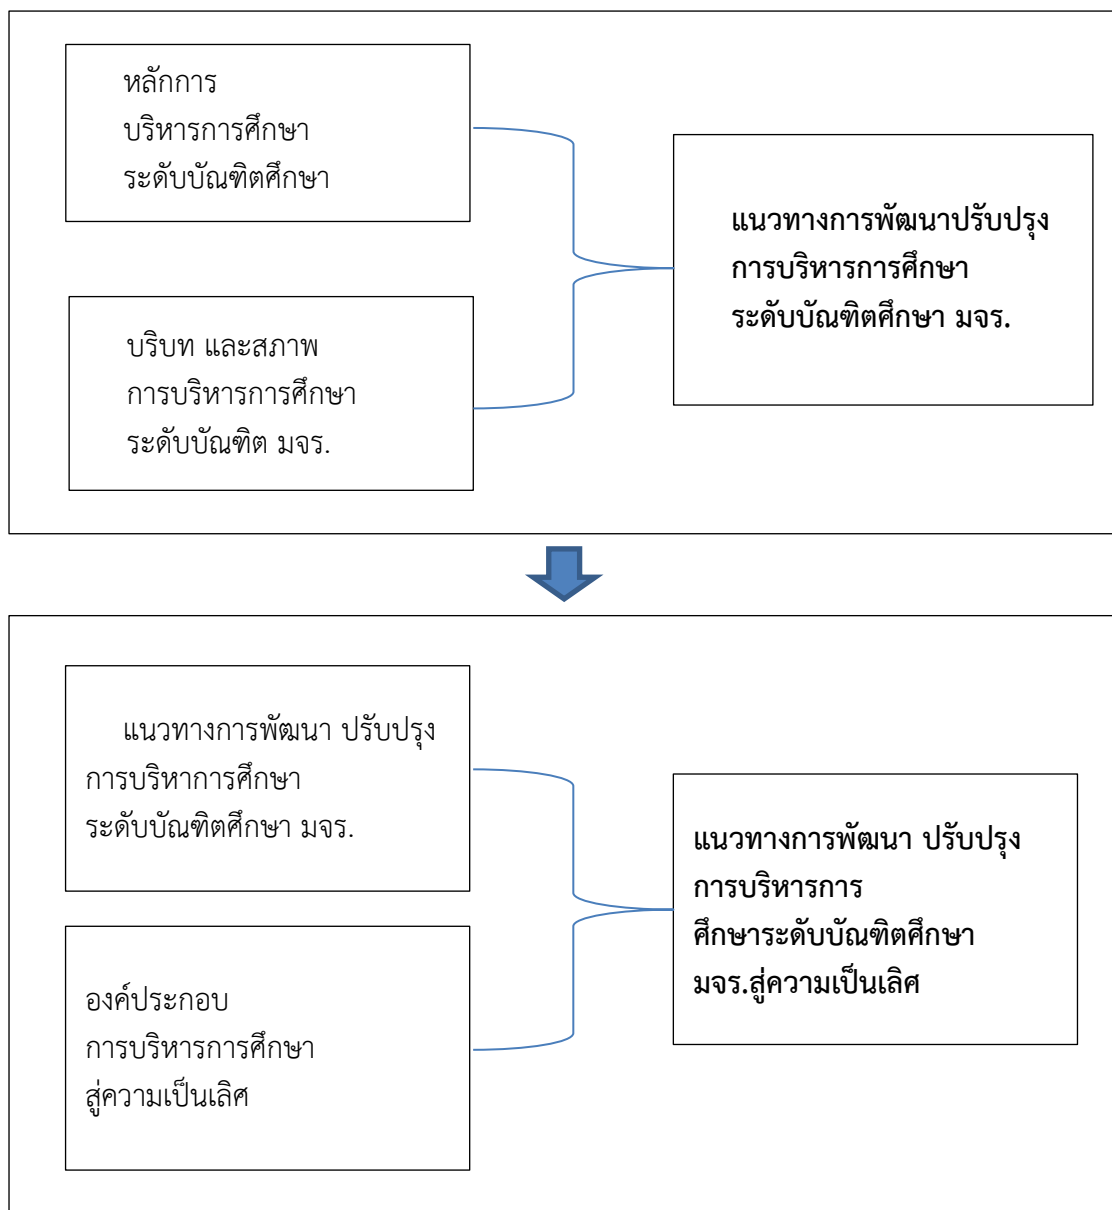 หลักการ
บริหารการศึกษา
ระดับบัณฑิตศึกษา
บริบท และสภาพ
การบริหารการศึกษา
ระดับบัณฑิต มจร.
แนวทางการพัฒนาปรับปรุง
การบริหารการศึกษา
ระดับบัณฑิตศึกษา มจร.
แนวทางการพัฒนา ปรับปรุง
การบริหาการศึกษา
ระดับบัณฑิตศึกษา มจร.
องค์ประกอบ
การบริหารการศึกษา
สู่ความเป็นเลิศ
แนวทางการพัฒนา ปรับปรุง
การบริหารการ
ศึกษาระดับบัณฑิตศึกษา
มจร.สู่ความเป็นเลิศ